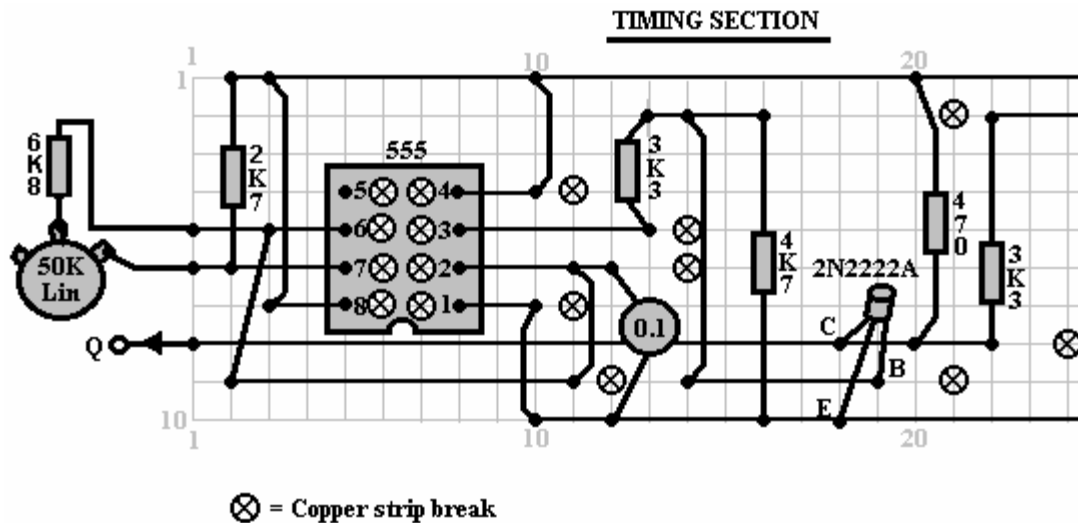 TIMING SECTION
1
10
20
1
6K8
2K7
555
3K3
5
4
6
3
7
2
8
1
470
4K7
3K3
2N2222A
50K
Lin
0.1
C
Q
B
E
10
1
10
20
= Copper strip break